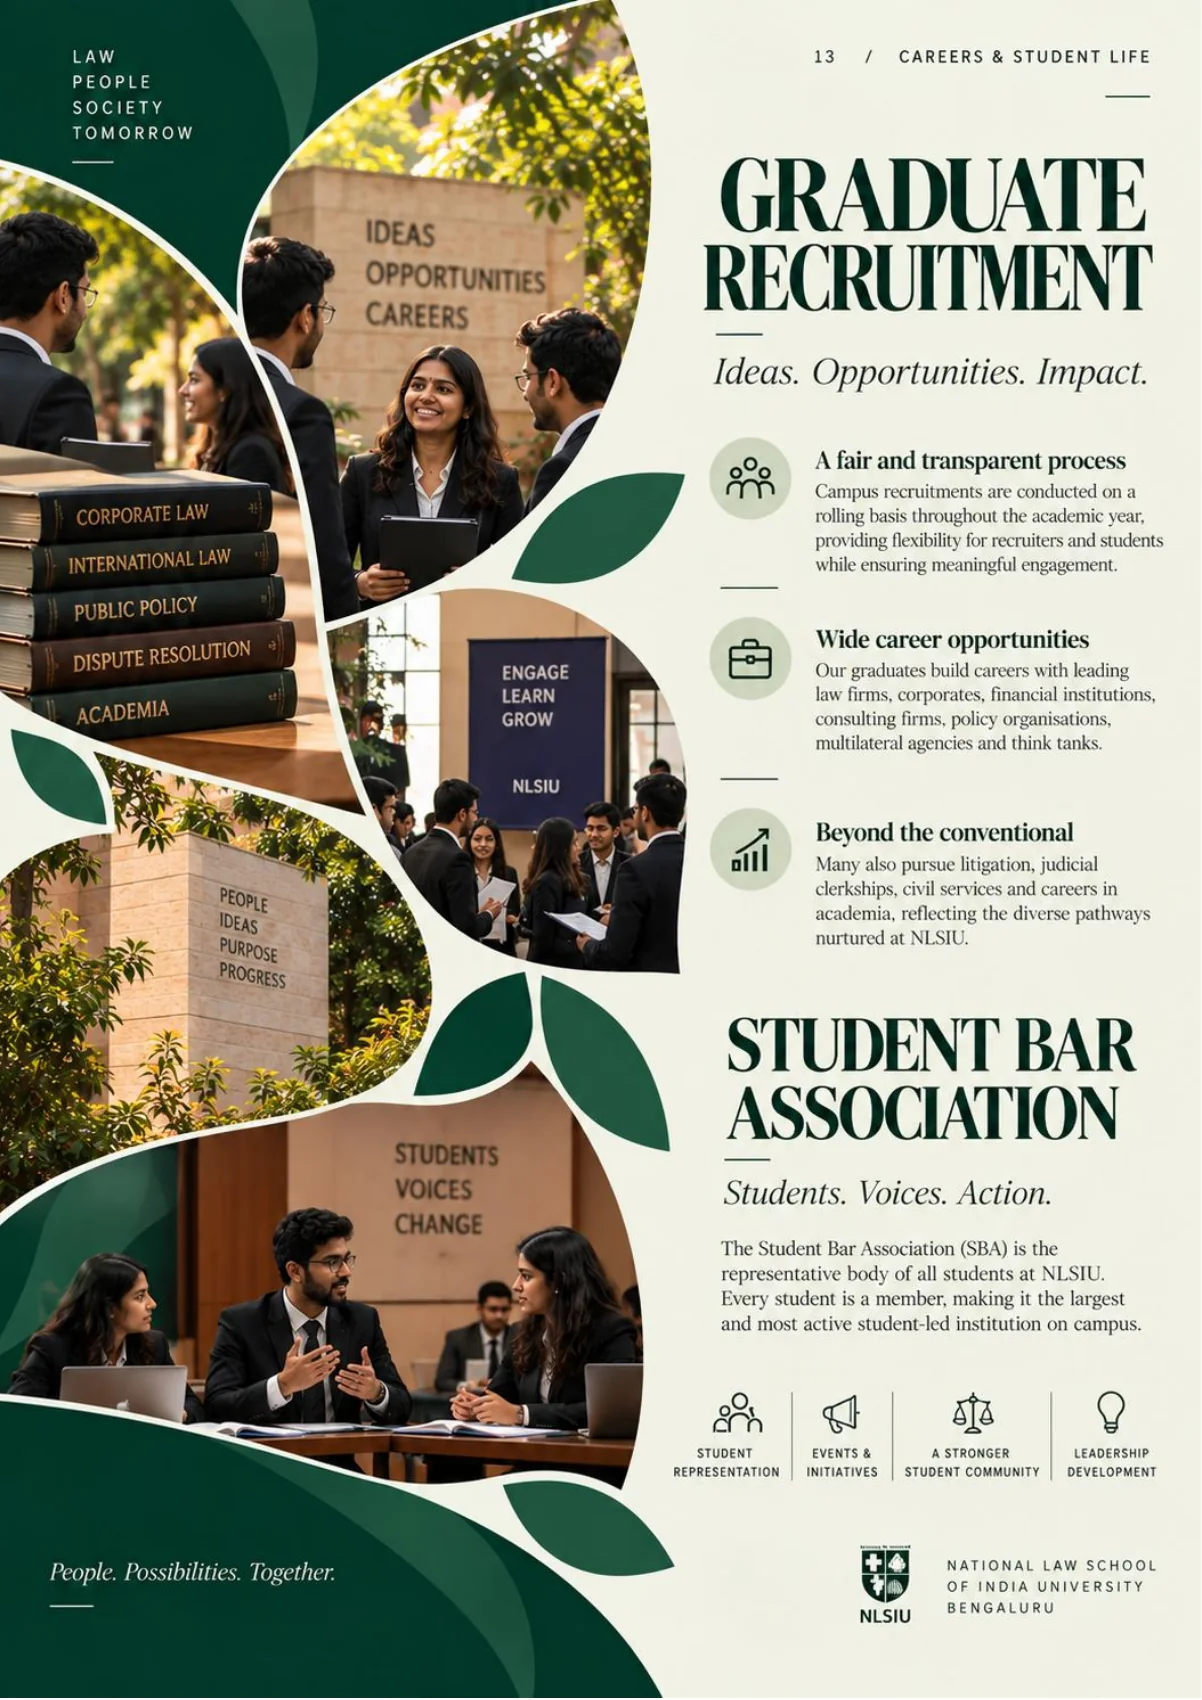 LAW
PEOPLE
SOCIETY
TOMORROW
13 / CAREERS & STUDENT LIFE
IDEAS
OPPORTUNITIES
CAREERS
CORPORATE LAW
INTERNATIONAL LAW
PUBLIC POLICY
DISPUTE RESOLUTION
ACADEMIA
ENGAGE
LEARN
GROW
NLSIU
PEOPLE
IDEAS
PURPOSE
PROGRESS
STUDENTS
VOICES
CHANGE
GRADUATE
RECRUITMENT
Ideas. Opportunities. Impact.
A fair and transparent process
Campus recruitments are conducted on a
rolling basis throughout the academic year,
providing flexibility for recruiters and students
while ensuring meaningful engagement.
Wide career opportunities
Our graduates build careers with leading
law firms, corporates, financial institutions,
consulting firms, policy organisations,
multilateral agencies and think tanks.
Beyond the conventional
Many also pursue litigation, judicial
clerkships, civil services and careers in
academia, reflecting the diverse pathways
nurtured at NLSIU.
STUDENT BAR
ASSOCIATION
Students. Voices. Action.
The Student Bar Association (SBA) is the
representative body of all students at NLSIU.
Every student is a member, making it the largest
and most active student-led institution on campus.
STUDENT
REPRESENTATION
EVENTS &
INITIATIVES
A STRONGER
STUDENT COMMUNITY
LEADERSHIP
DEVELOPMENT
People. Possibilities. Together.
NLSIU
NATIONAL LAW SCHOOL
OF INDIA UNIVERSITY
BENGALURU